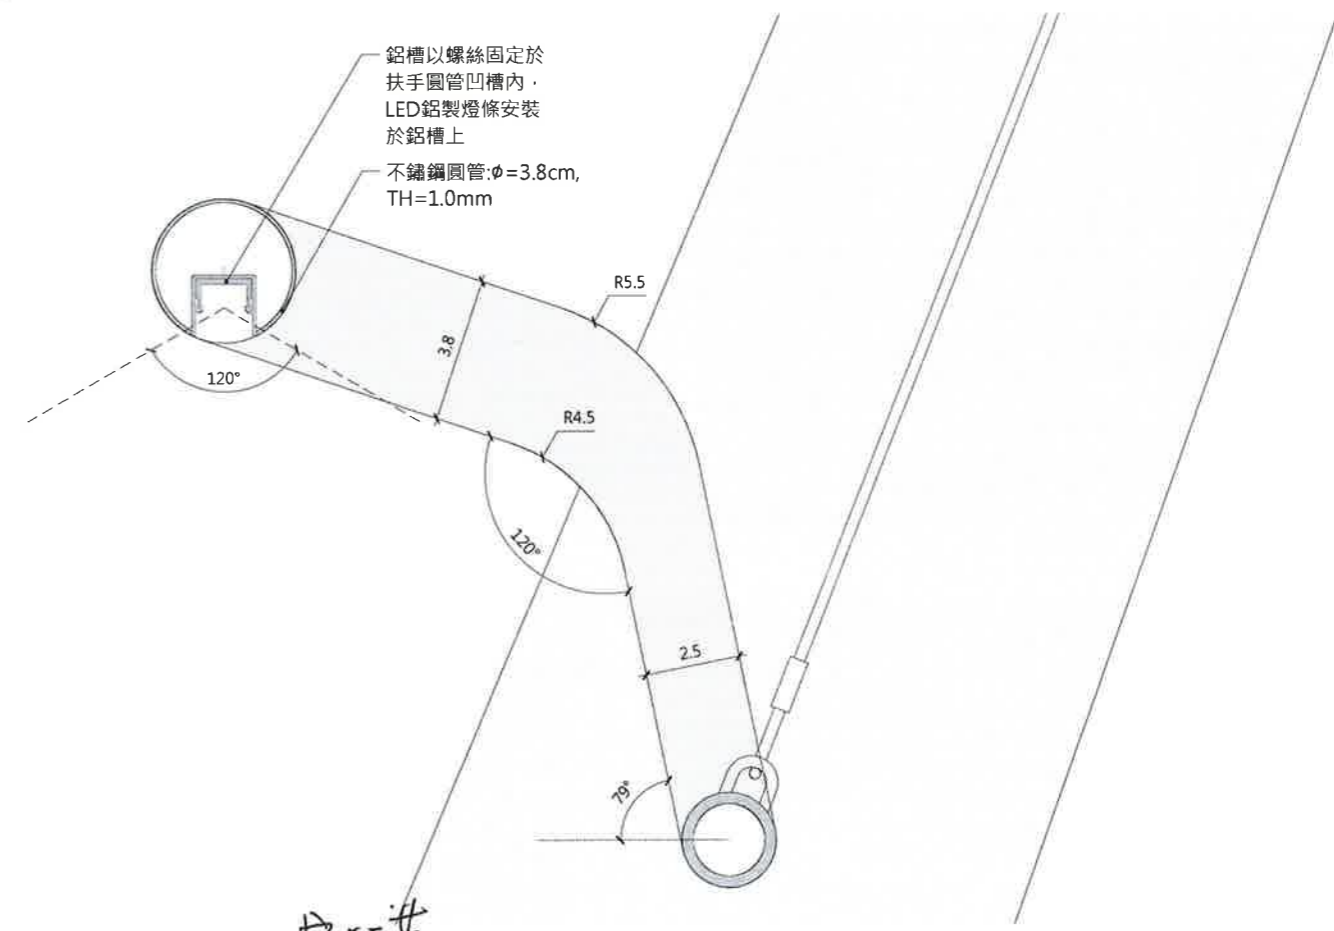 鋁槽以螺絲固定於
扶手圓管凹槽內，
LED鋁製燈條安裝
於鋁槽上
不鏽鋼圓管:φ=3.8cm,
TH=1.0mm
R5.5
3.8
120°
R4.5
120°
2.5
79°